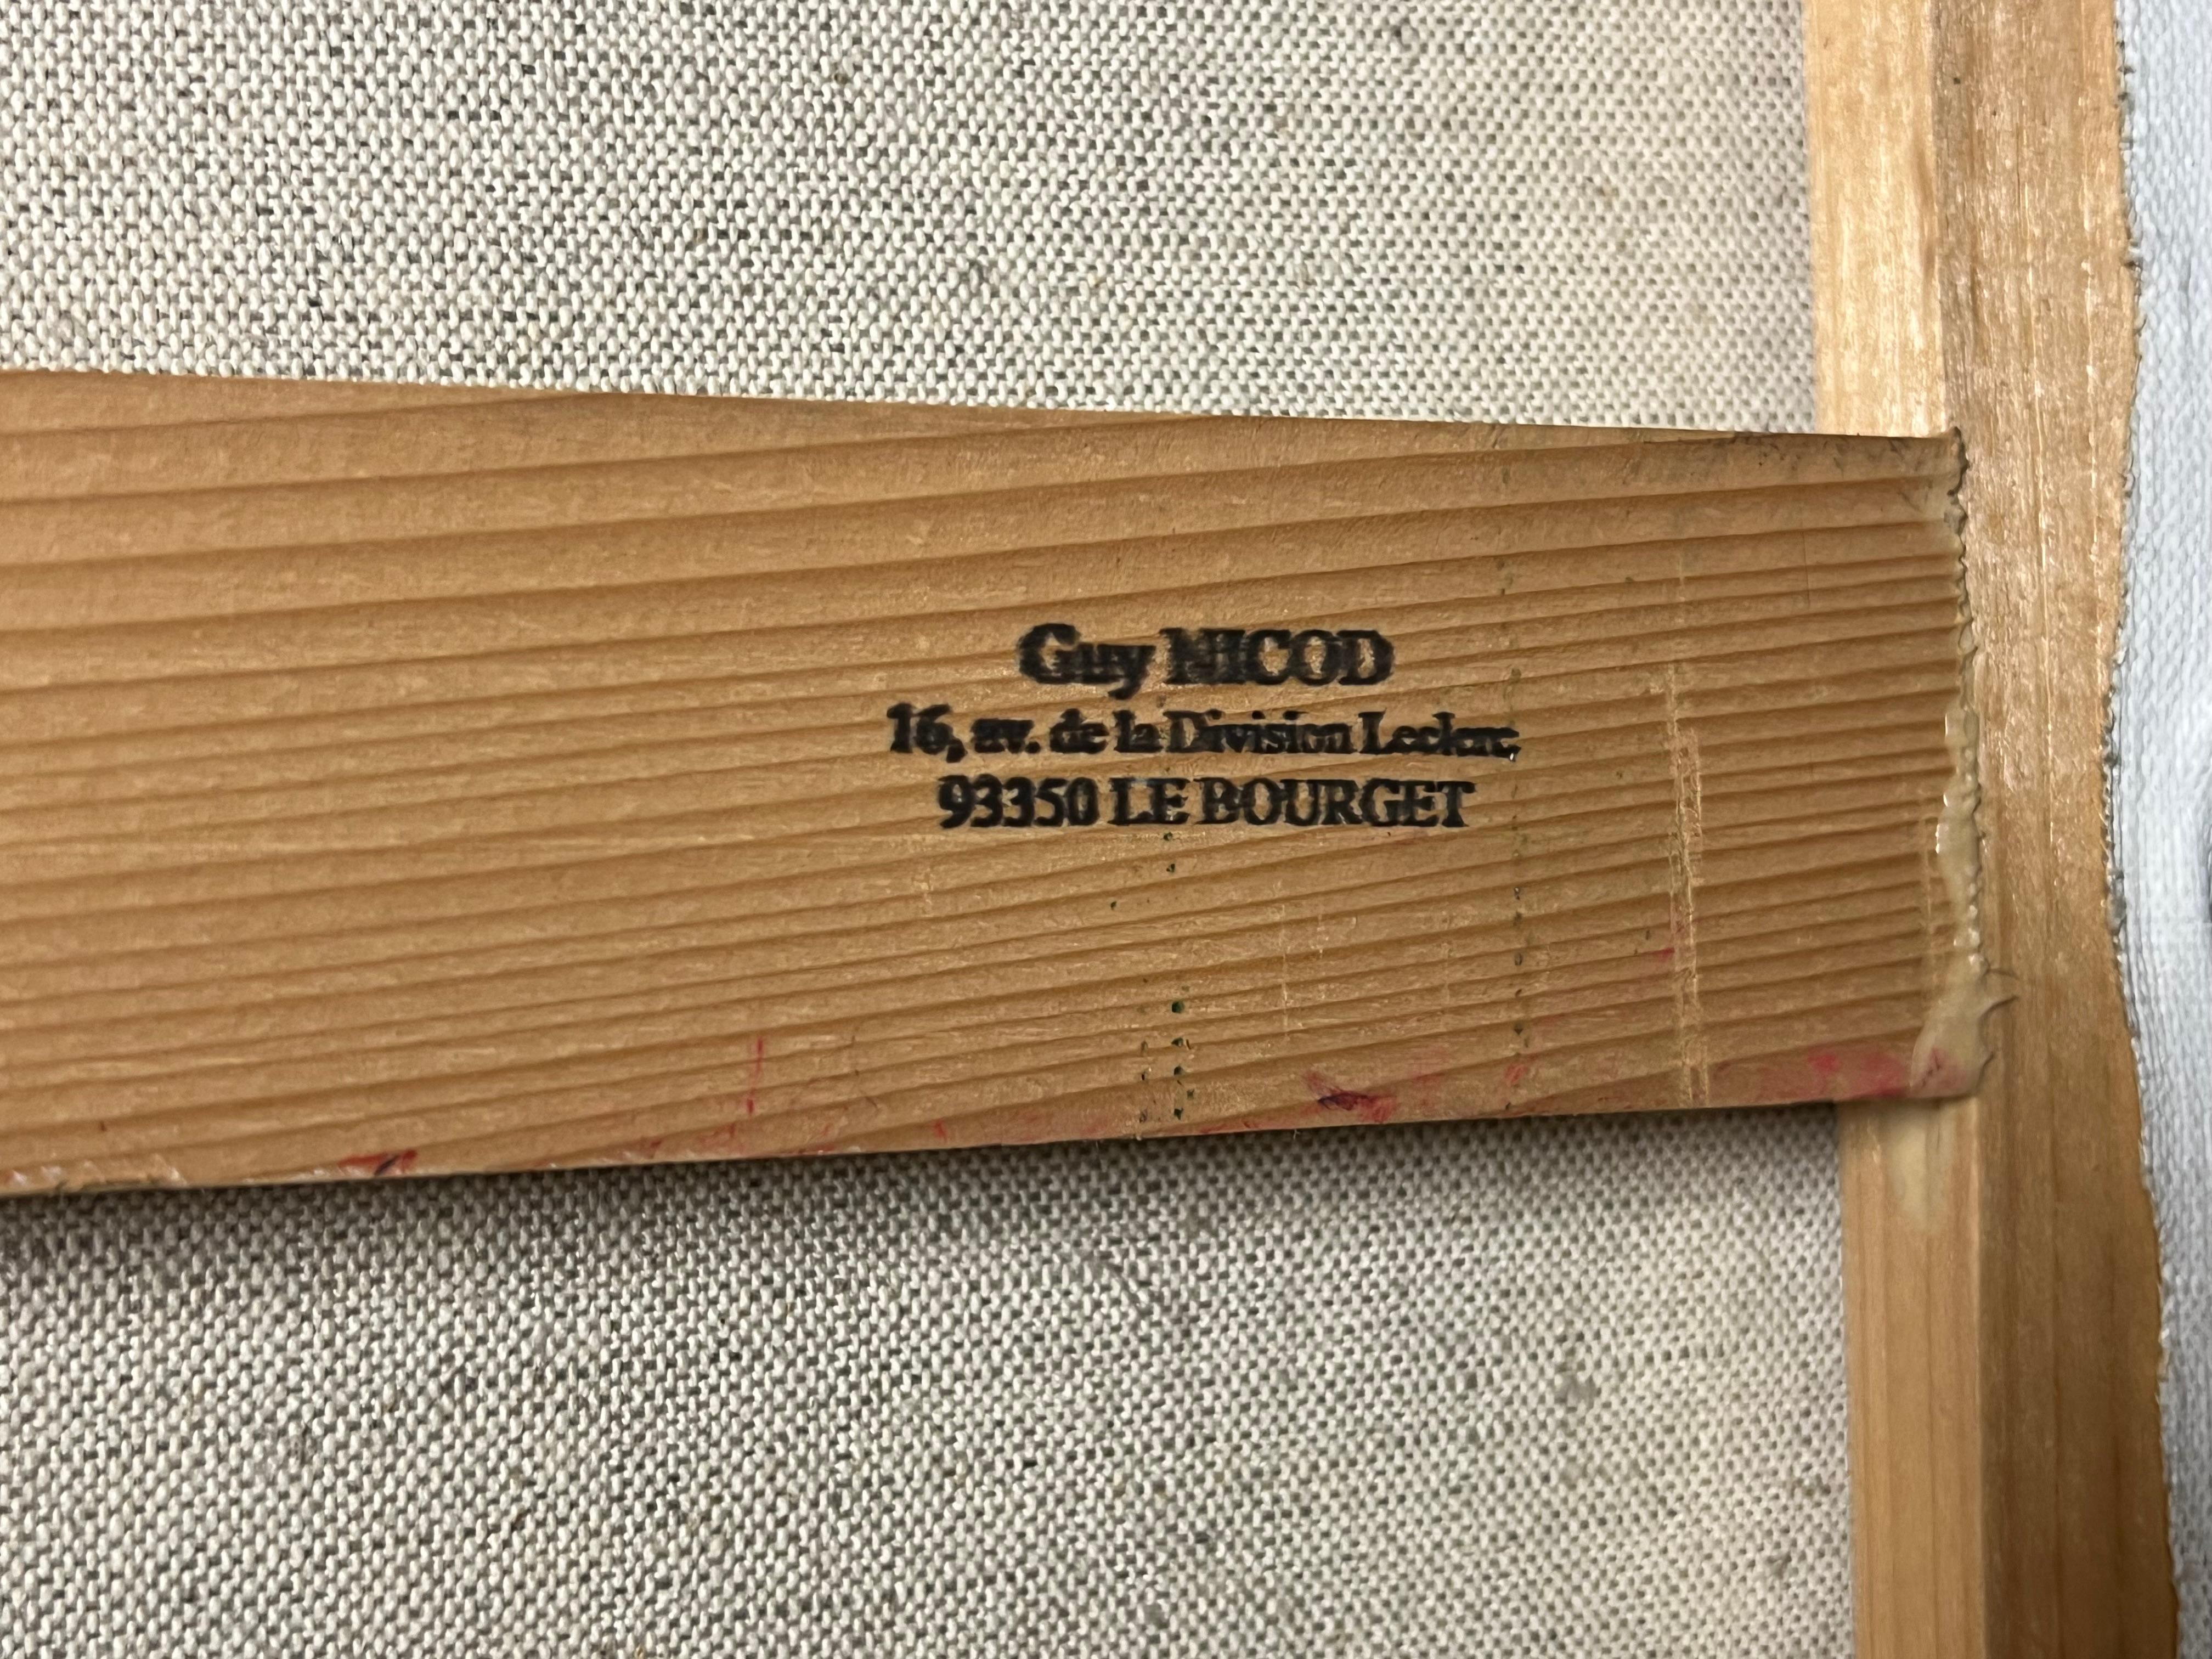 Guy NICOD
16, av. de la Division Leclerc,
93350 LE BOURGET